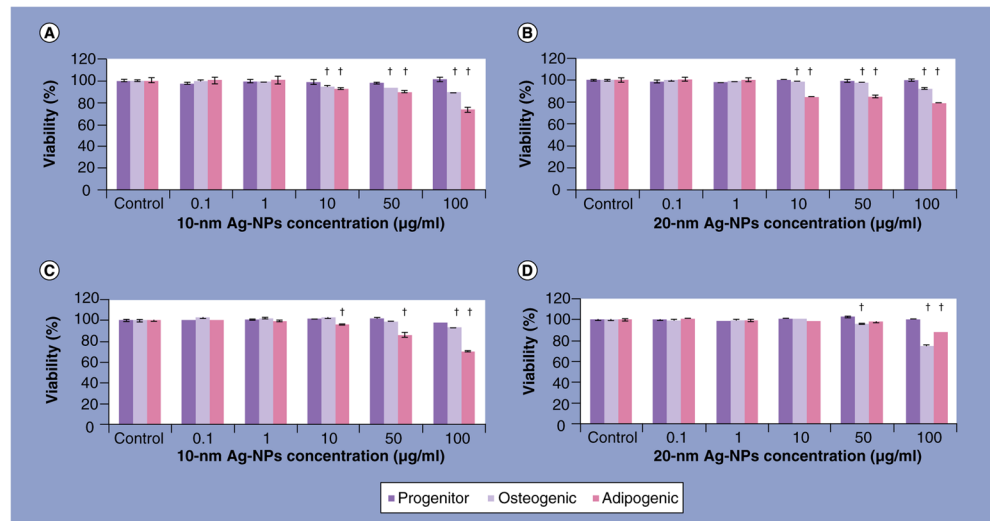 A
Viability (%)
120
100
80
60
40
20
0
† † † † † †
Control 0.1 1 10 50 100
10-nm Ag-NPs concentration (µg/ml)
B
Viability (%)
120
100
80
60
40
20
0
† † † † † †
Control 0.1 1 10 50 100
20-nm Ag-NPs concentration (µg/ml)
C
Viability (%)
120
100
80
60
40
20
0
† † † †
Control 0.1 1 10 50 100
10-nm Ag-NPs concentration (µg/ml)
D
Viability (%)
120
100
80
60
40
20
0
† † †
Control 0.1 1 10 50 100
20-nm Ag-NPs concentration (µg/ml)
Progenitor Osteogenic Adipogenic